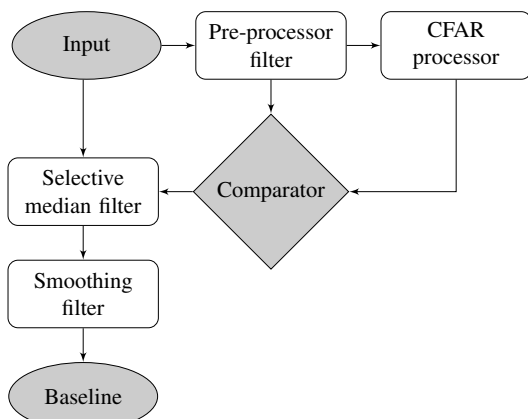 Input
Pre-processor
filter
CFAR
processor
Selective
median filter
Comparator
Smoothing
filter
Baseline